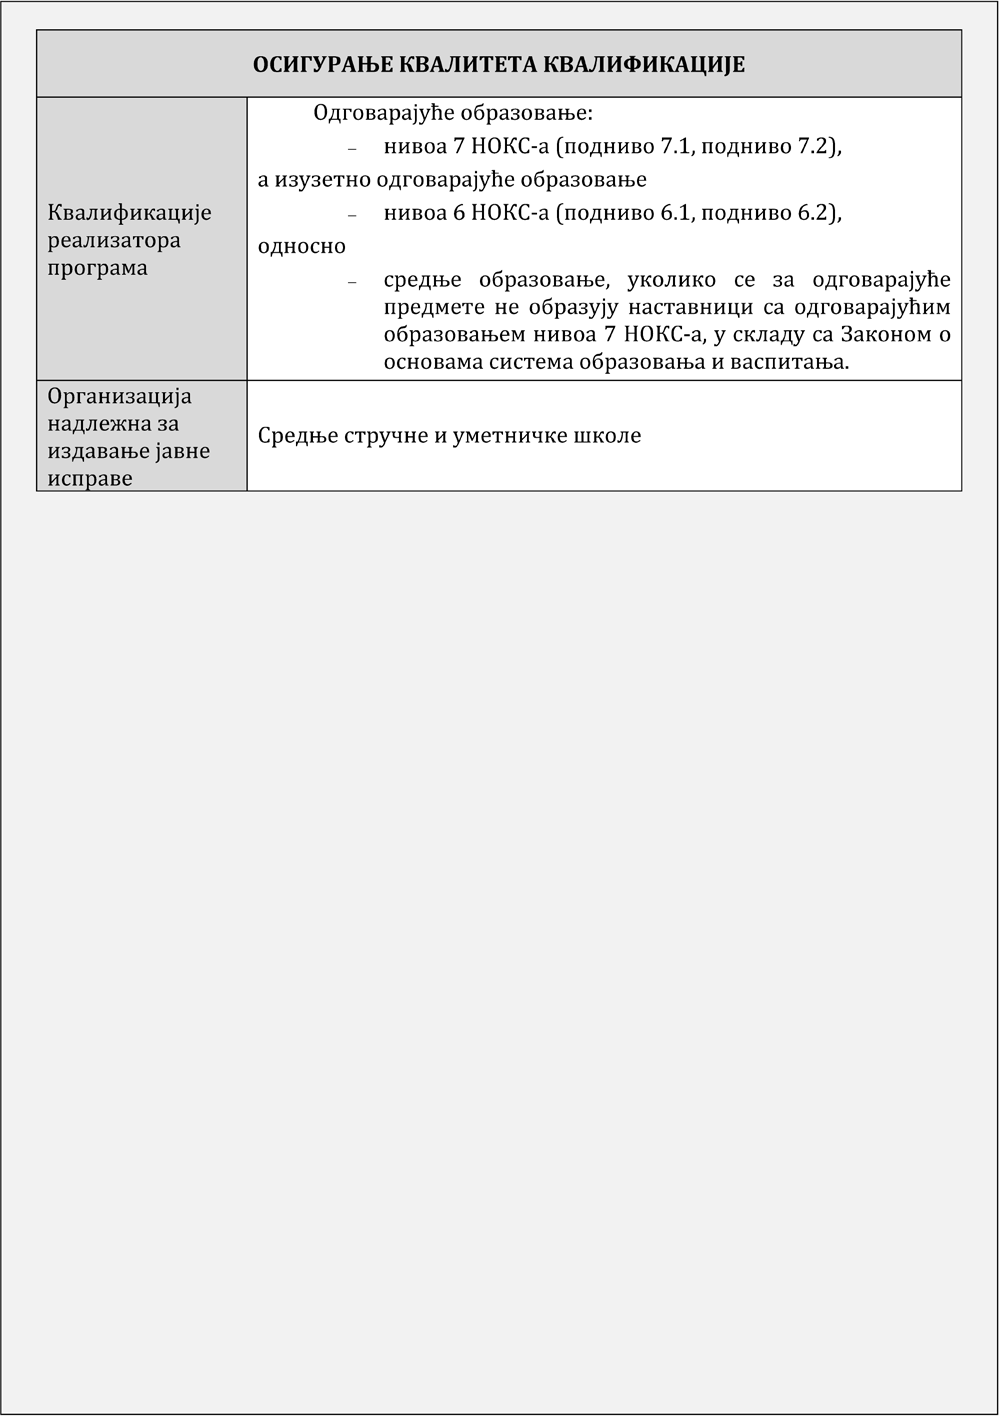 ОСИГУРАЊЕ КВАЛИТЕТА КВАЛИФИКАЦИЈЕ
Квалификације
реализатора
програма
Одговарајуће образовање:
– нивоа 7 НОКС-а (подниво 7.1, подниво 7.2),
а изузетно одговарајуће образовање
– нивоа 6 НОКС-а (подниво 6.1, подниво 6.2),
односно
– средње образовање, уколико се за одговарајуће
предмете не образују наставници са одговарајућим
образовањем нивоа 7 НОКС-а, у складу са Законом о
основама система образовања и васпитања.
Организација
надлежна за
издавање јавне
исправе
Средње стручне и уметничке школе